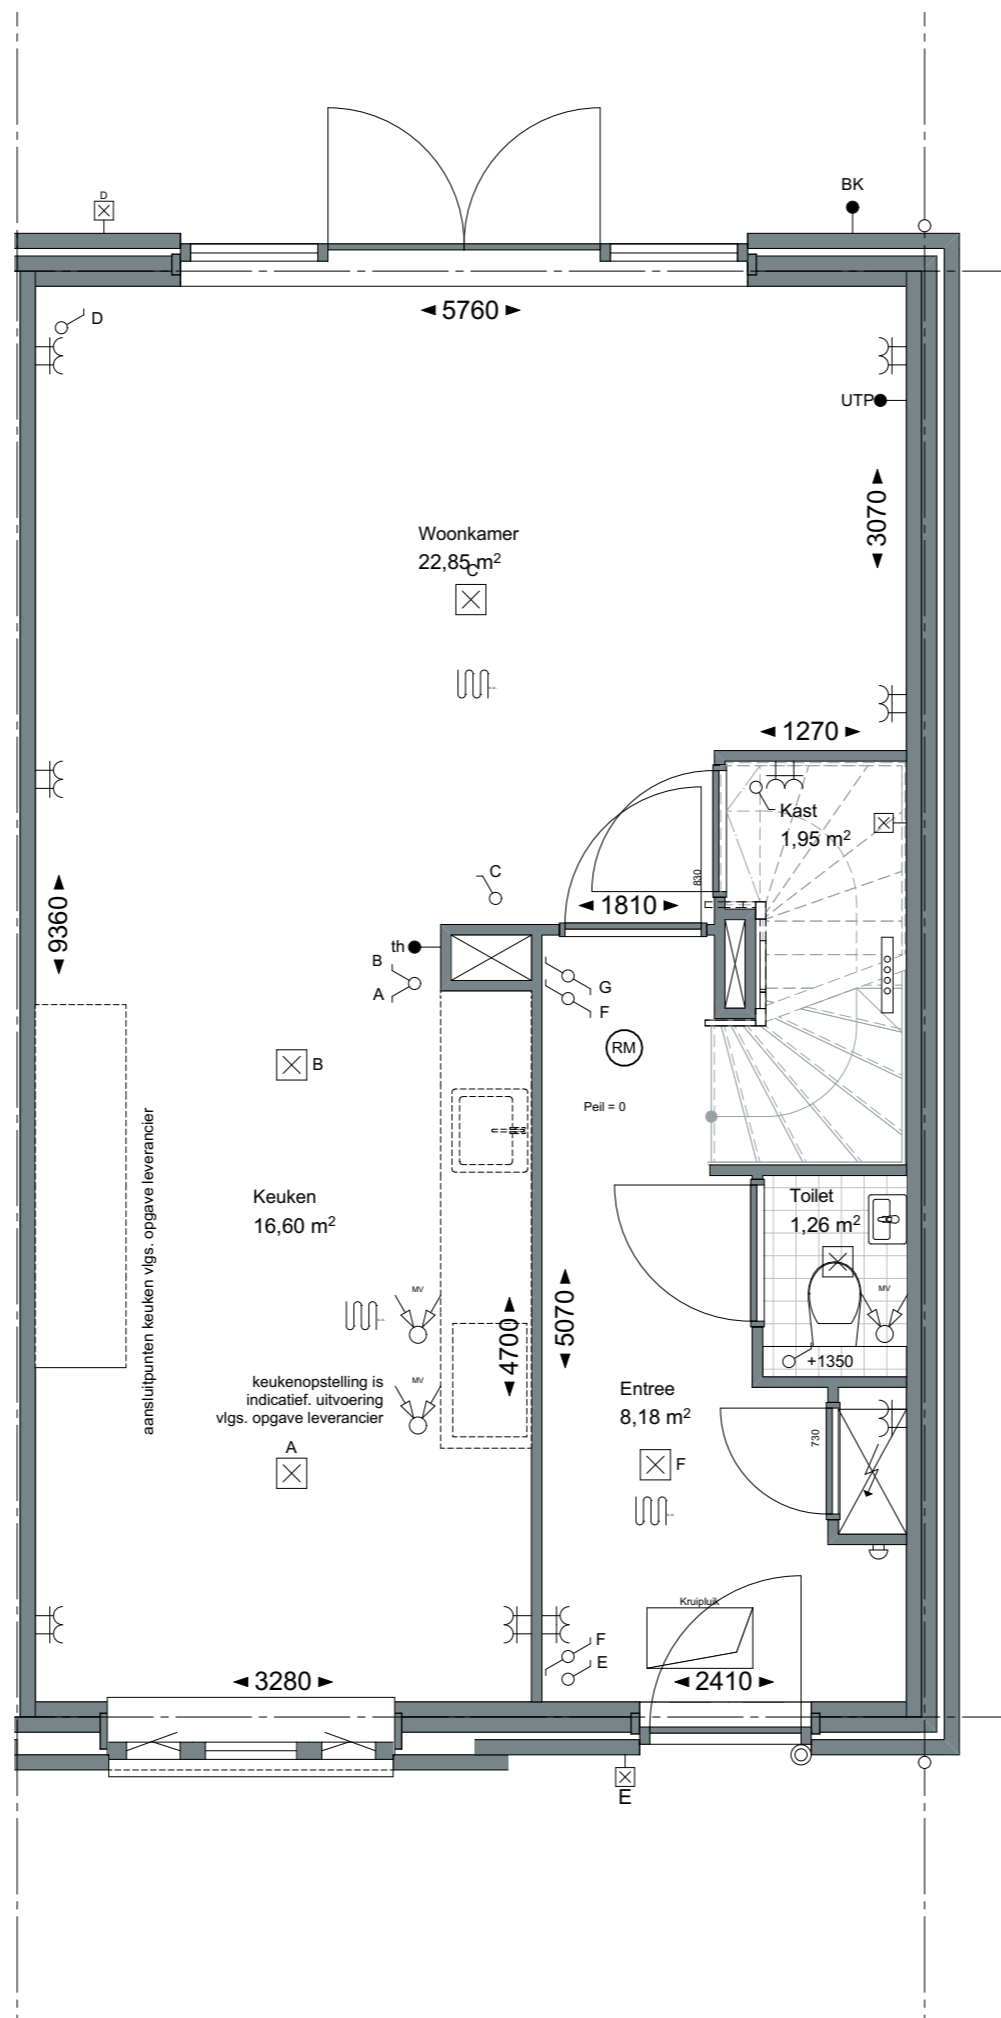 D
BK
5760
D
UTP
3070
Woonkamer
22,85 m²
C
1270
Kast
1,95 m²
830
C
1810
9360
th
B
A
G
F
RM
B
Peil = 0
aansluitpunten keuken vlgs. opgave leverancier
Keuken
16,60 m²
Toilet
1,26 m²
MV
MV
4700
5070
+1350
keukenopstelling is
indicatief. uitvoering
vlgs. opgave leverancier
MV
Entree
8,18 m²
730
A
F
Kruipluik
F
E
3280
2410
E